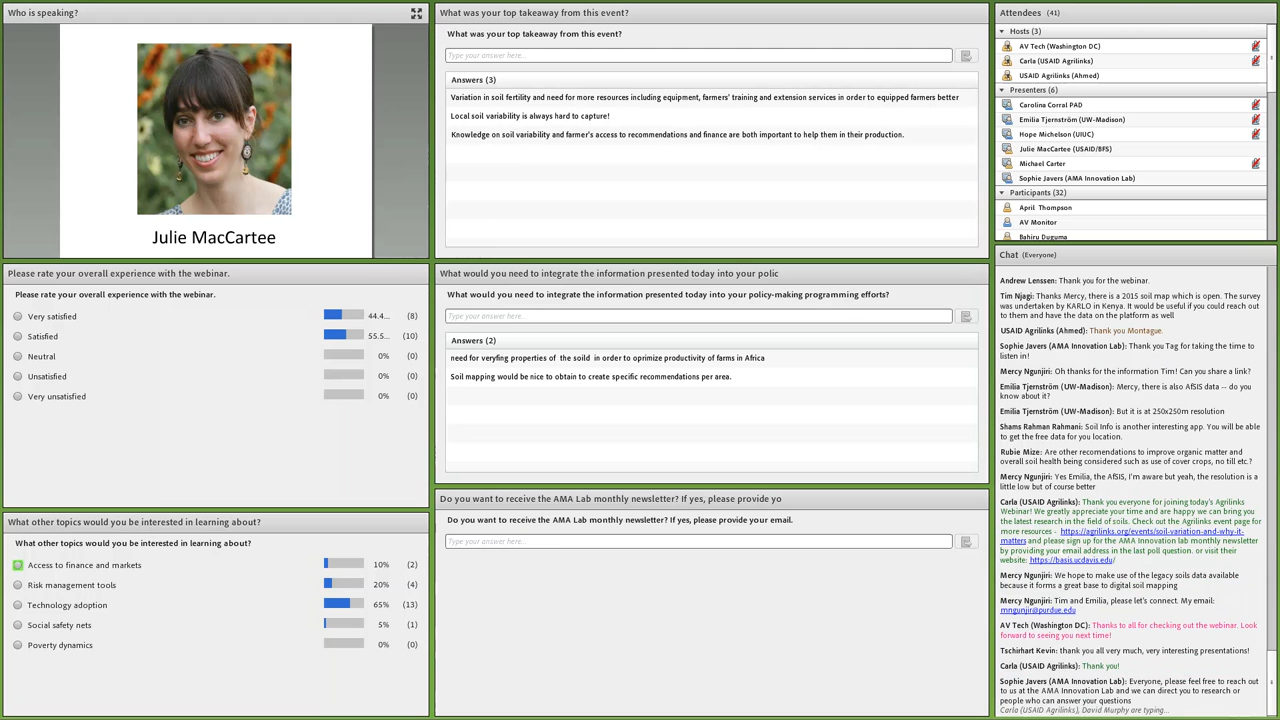 Who is speaking?
Julie MacCartee
Please rate your overall experience with the webinar.
Please rate your overall experience with the webinar.
Very satisfied 44.4... (8)
Satisfied 55.5... (10)
Neutral 0% (0)
Unsatisfied 0% (0)
Very unsatisfied 0% (0)
What other topics would you be interested in learning about?
What other topics would you be interested in learning about?
Access to finance and markets 10% (2)
Risk management tools 20% (4)
Technology adoption 65% (13)
Social safety nets 5% (1)
Poverty dynamics 0% (0)
What was your top takeaway from this event?
What was your top takeaway from this event?
Type your answer here...
Answers (3)
Variation in soil fertility and need for more resources including equipment, farmers' training and extension services in order to equipped farmers better
Local soil variability is always hard to capture!
Knowledge on soil variability and farmer's access to recommendations and finance are both important to help them in their production.
What would you need to integrate the information presented today into your polic
What would you need to integrate the information presented today into your policy-making programming efforts?
Type your answer here...
Answers (2)
need for veryfing properties of the soild in order to oprimize productivity of farms in Africa
Soil mapping would be nice to obtain to create specific recommendations per area.
Do you want to receive the AMA Lab monthly newsletter? If yes, please provide yo
Do you want to receive the AMA Lab monthly newsletter? If yes, please provide your email.
Type your answer here...
Attendees (41)
Hosts (3)
AV Tech (Washington DC)
Carla (USAID Agrilinks)
USAID Agrilinks (Ahmed)
Presenters (6)
Carolina Corral PAD
Emilia Tjernström (UW-Madison)
Hope Michelson (UIUC)
Julie MacCartee (USAID/BFS)
Michael Carter
Sophie Javers (AMA Innovation Lab)
Participants (32)
April Thompson
AV Monitor
Bahiru Duguma
Chat (Everyone)
Andrew Lenssen: Thank you for the webinar.
Tim Njagi: Thanks Mercy, there is a 2015 soil map which is open. The survey
was undertaken by KARLO in Kenya. It would be useful if you could reach out
to them and have the data on the platform as well
USAID Agrilinks (Ahmed): Thank you Montague.
Sophie Javers (AMA Innovation Lab): Thank you Tag for taking the time to
listen in!
Mercy Ngunjiri: Oh thanks for the information Tim! Can you share a link?
Emilia Tjernström (UW-Madison): Mercy, there is also AfSIS data -- do you
know about it?
Emilia Tjernström (UW-Madison): But it is at 250x250m resolution
Shams Rahman Rahmani: Soil Info is another interesting app. You will be able
to get the free data for you location.
Rubie Mize: Are other recomendations to improve organic matter and
overall soil health being considered such as use of cover crops, no till etc.?
Mercy Ngunjiri: Yes Emilia, the AfSIS, I'm aware but yeah, the resolution is a
little low but of course better
Carla (USAID Agrilinks): Thank you everyone for joining today's Agrilinks
Webinar! We greatly appreciate your time and are happy we can bring you
the latest research in the field of soils. Check out the Agrilinks event page for
more resources - https://agrilinks.org/events/soil-variation-and-why-it-
matters and please sign up for the AMA Innovation lab monthly newsletter
by providing your email address in the last poll question. or visit their
website: https://basis.ucdavis.edu/
Mercy Ngunjiri: We hope to make use of the legacy soils data available
because it forms a great base to digital soil mapping
Mercy Ngunjiri: Tim and Emilia, please let's connect. My email:
mngunjir@purdue.edu
AV Tech (Washington DC): Thanks to all for checking out the webinar. Look
forward to seeing you next time!
Tschirhart Kevin: thank you all very much, very interesting presentations!
Carla (USAID Agrilinks): Thank you!
Sophie Javers (AMA Innovation Lab): Everyone, please feel free to reach out
to us at the AMA Innovation Lab and we can direct you to research or
people who can answer your questions
Carla (USAID Agrilinks), David Murphy are typing...